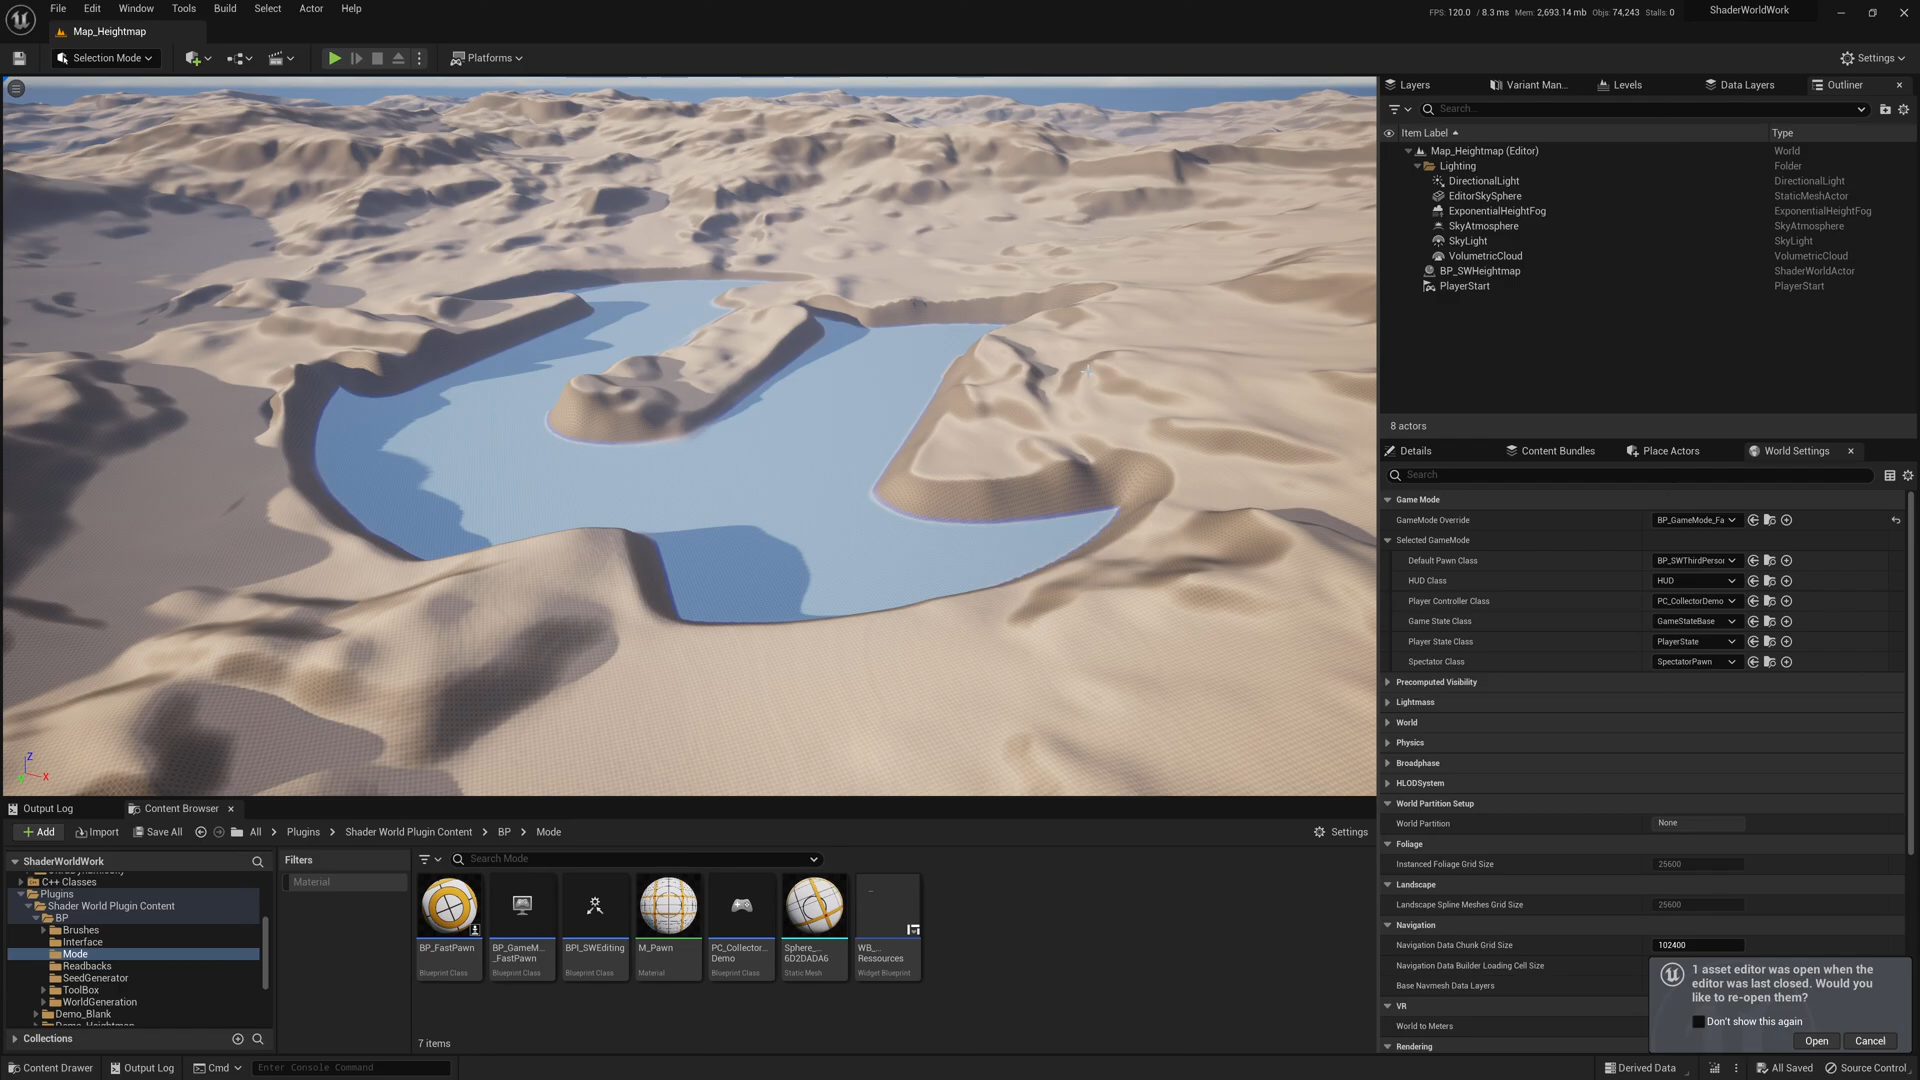 File Edit Window Tools Build Select Actor Help
FPS: 120.0 / 8.3 ms Mem: 2,693.14 mb Objs: 74,243 Stalls: 0
ShaderWorldWork
Map_Heightmap
Selection Mode
Platforms
Settings
Layers
Variant Man...
Levels
Data Layers
Outliner
Search...
Item Label Type
Map_Heightmap (Editor) World
Lighting Folder
DirectionalLight DirectionalLight
EditorSkySphere StaticMeshActor
ExponentialHeightFog ExponentialHeightFog
SkyAtmosphere SkyAtmosphere
SkyLight SkyLight
VolumetricCloud VolumetricCloud
BP_SWHeightmap ShaderWorldActor
PlayerStart PlayerStart
8 actors
Details
Content Bundles
Place Actors
World Settings
Search
Game Mode
GameMode Override BP_GameMode_Fa
Selected GameMode
Default Pawn Class BP_SWThirdPerson
HUD Class HUD
Player Controller Class PC_CollectorDemo
Game State Class GameStateBase
Player State Class PlayerState
Spectator Class SpectatorPawn
Precomputed Visibility
Lightmass
World
Physics
Broadphase
HLODSystem
World Partition Setup
World Partition None
Foliage
Instanced Foliage Grid Size 25600
Landscape
Landscape Spline Meshes Grid Size 25600
Navigation
Navigation Data Chunk Grid Size 102400
Navigation Data Builder Loading Cell Size
Base Navmesh Data Layers
VR
World to Meters
Rendering
1 asset editor was open when the
editor was last closed. Would you
like to re-open them?
Don't show this again
Open Cancel
Z
X
Output Log
Content Browser
Add Import Save All All > Plugins > Shader World Plugin Content > BP > Mode Settings
ShaderWorldWork
C++ Classes
Plugins
Shader World Plugin Content
BP
Brushes
Interface
Mode
Readbacks
SeedGenerator
ToolBox
WorldGeneration
Demo_Blank
Demo_Heightmap
Collections
Filters
Material
Search Mode
BP_FastPawn
Blueprint Class
BP_GameM...
_FastPawn
Blueprint Class
BPI_SWEditing
Blueprint Class
M_Pawn
Material
PC_Collector...
Demo
Blueprint Class
Sphere_...
6D2DADA6
Static Mesh
WB_...
Ressources
Widget Blueprint
7 items
Content Drawer Output Log Cmd Enter Console Command
Derived Data
All Saved
Source Control